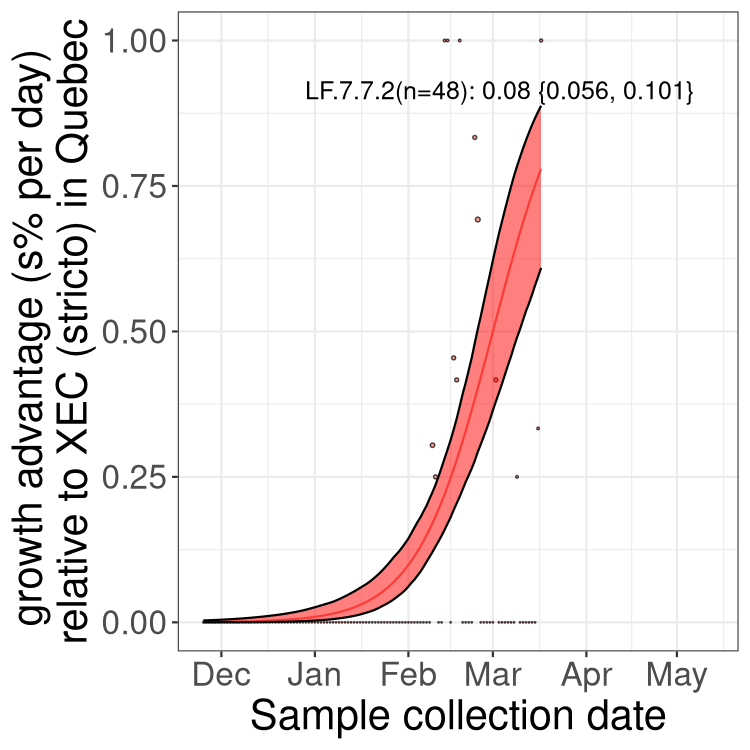 growth advantage (s% per day)
relative to XEC (stricto) in Quebec
1.00
0.75
0.50
0.25
0.00
LF.7.7.2(n=48): 0.08 {0.056, 0.101}
Dec Jan Feb Mar Apr May
Sample collection date